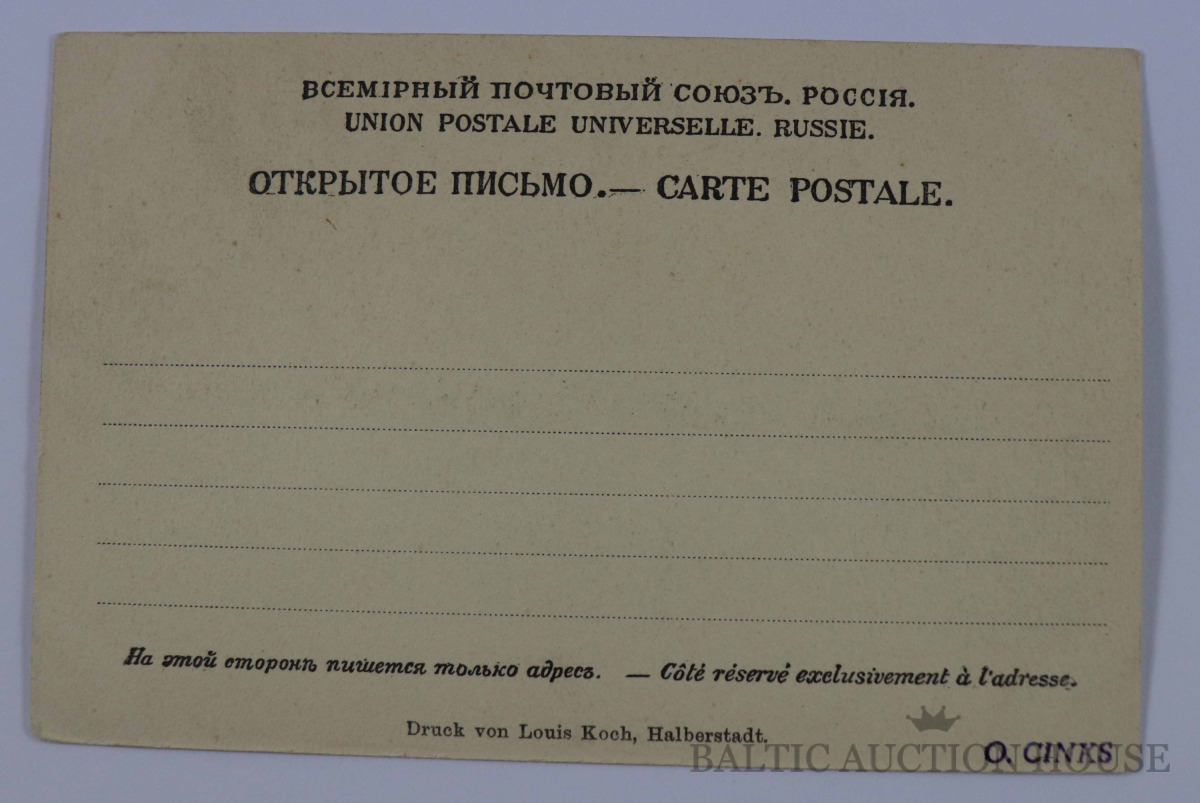 ВСЕМІРНЫЙ ПОЧТОВЫЙ СОЮЗЪ. РОССІЯ.
UNION POSTALE UNIVERSELLE. RUSSIE.
ОТКРЫТОЕ ПИСЬМО.— CARTE POSTALE.
На этой сторонѣ пишется только адресъ. — Côté réservé exclusivement à l'adresse.
Druck von Louis Koch, Halberstadt.
O. CINKS
BALTIC AUCTION HOUSE